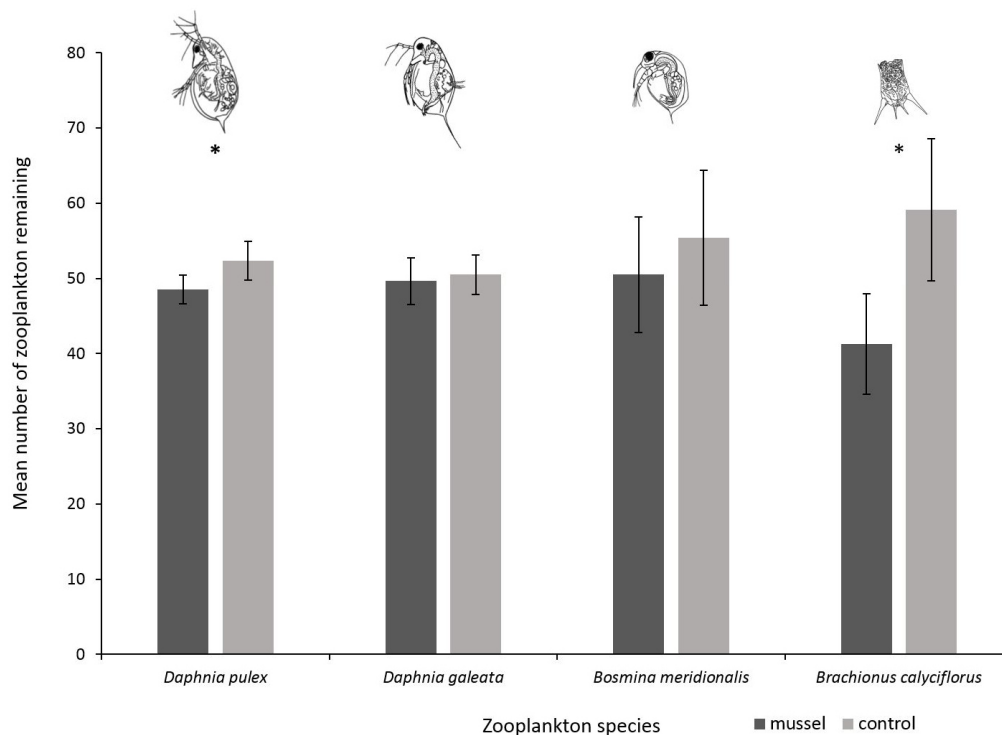 80
*
*
70
60
50
40
30
20
10
0
Mean number of zooplankton remaining
Daphnia pulex
Daphnia galeata
Bosmina meridionalis
Brachionus calyciflorus
Zooplankton species
mussel
control